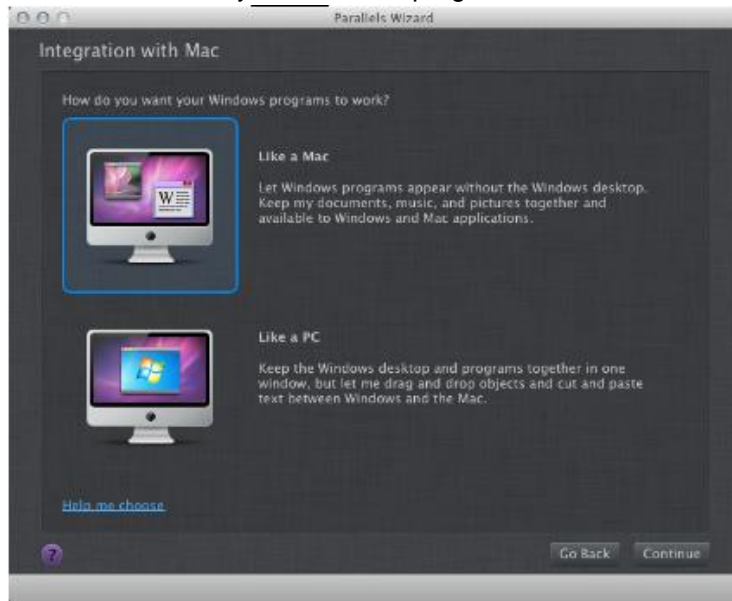 Parallels Wizard
Integration with Mac
How do you want your Windows programs to work?
Like a Mac
Let Windows programs appear without the Windows desktop.
Keep my documents, music, and pictures together and
available to Windows and Mac applications.
W
Like a PC
Keep the Windows desktop and programs together in one
window, but let me drag and drop objects and cut and paste
text between Windows and the Mac.
Help me choose
?
Go Back
Continue